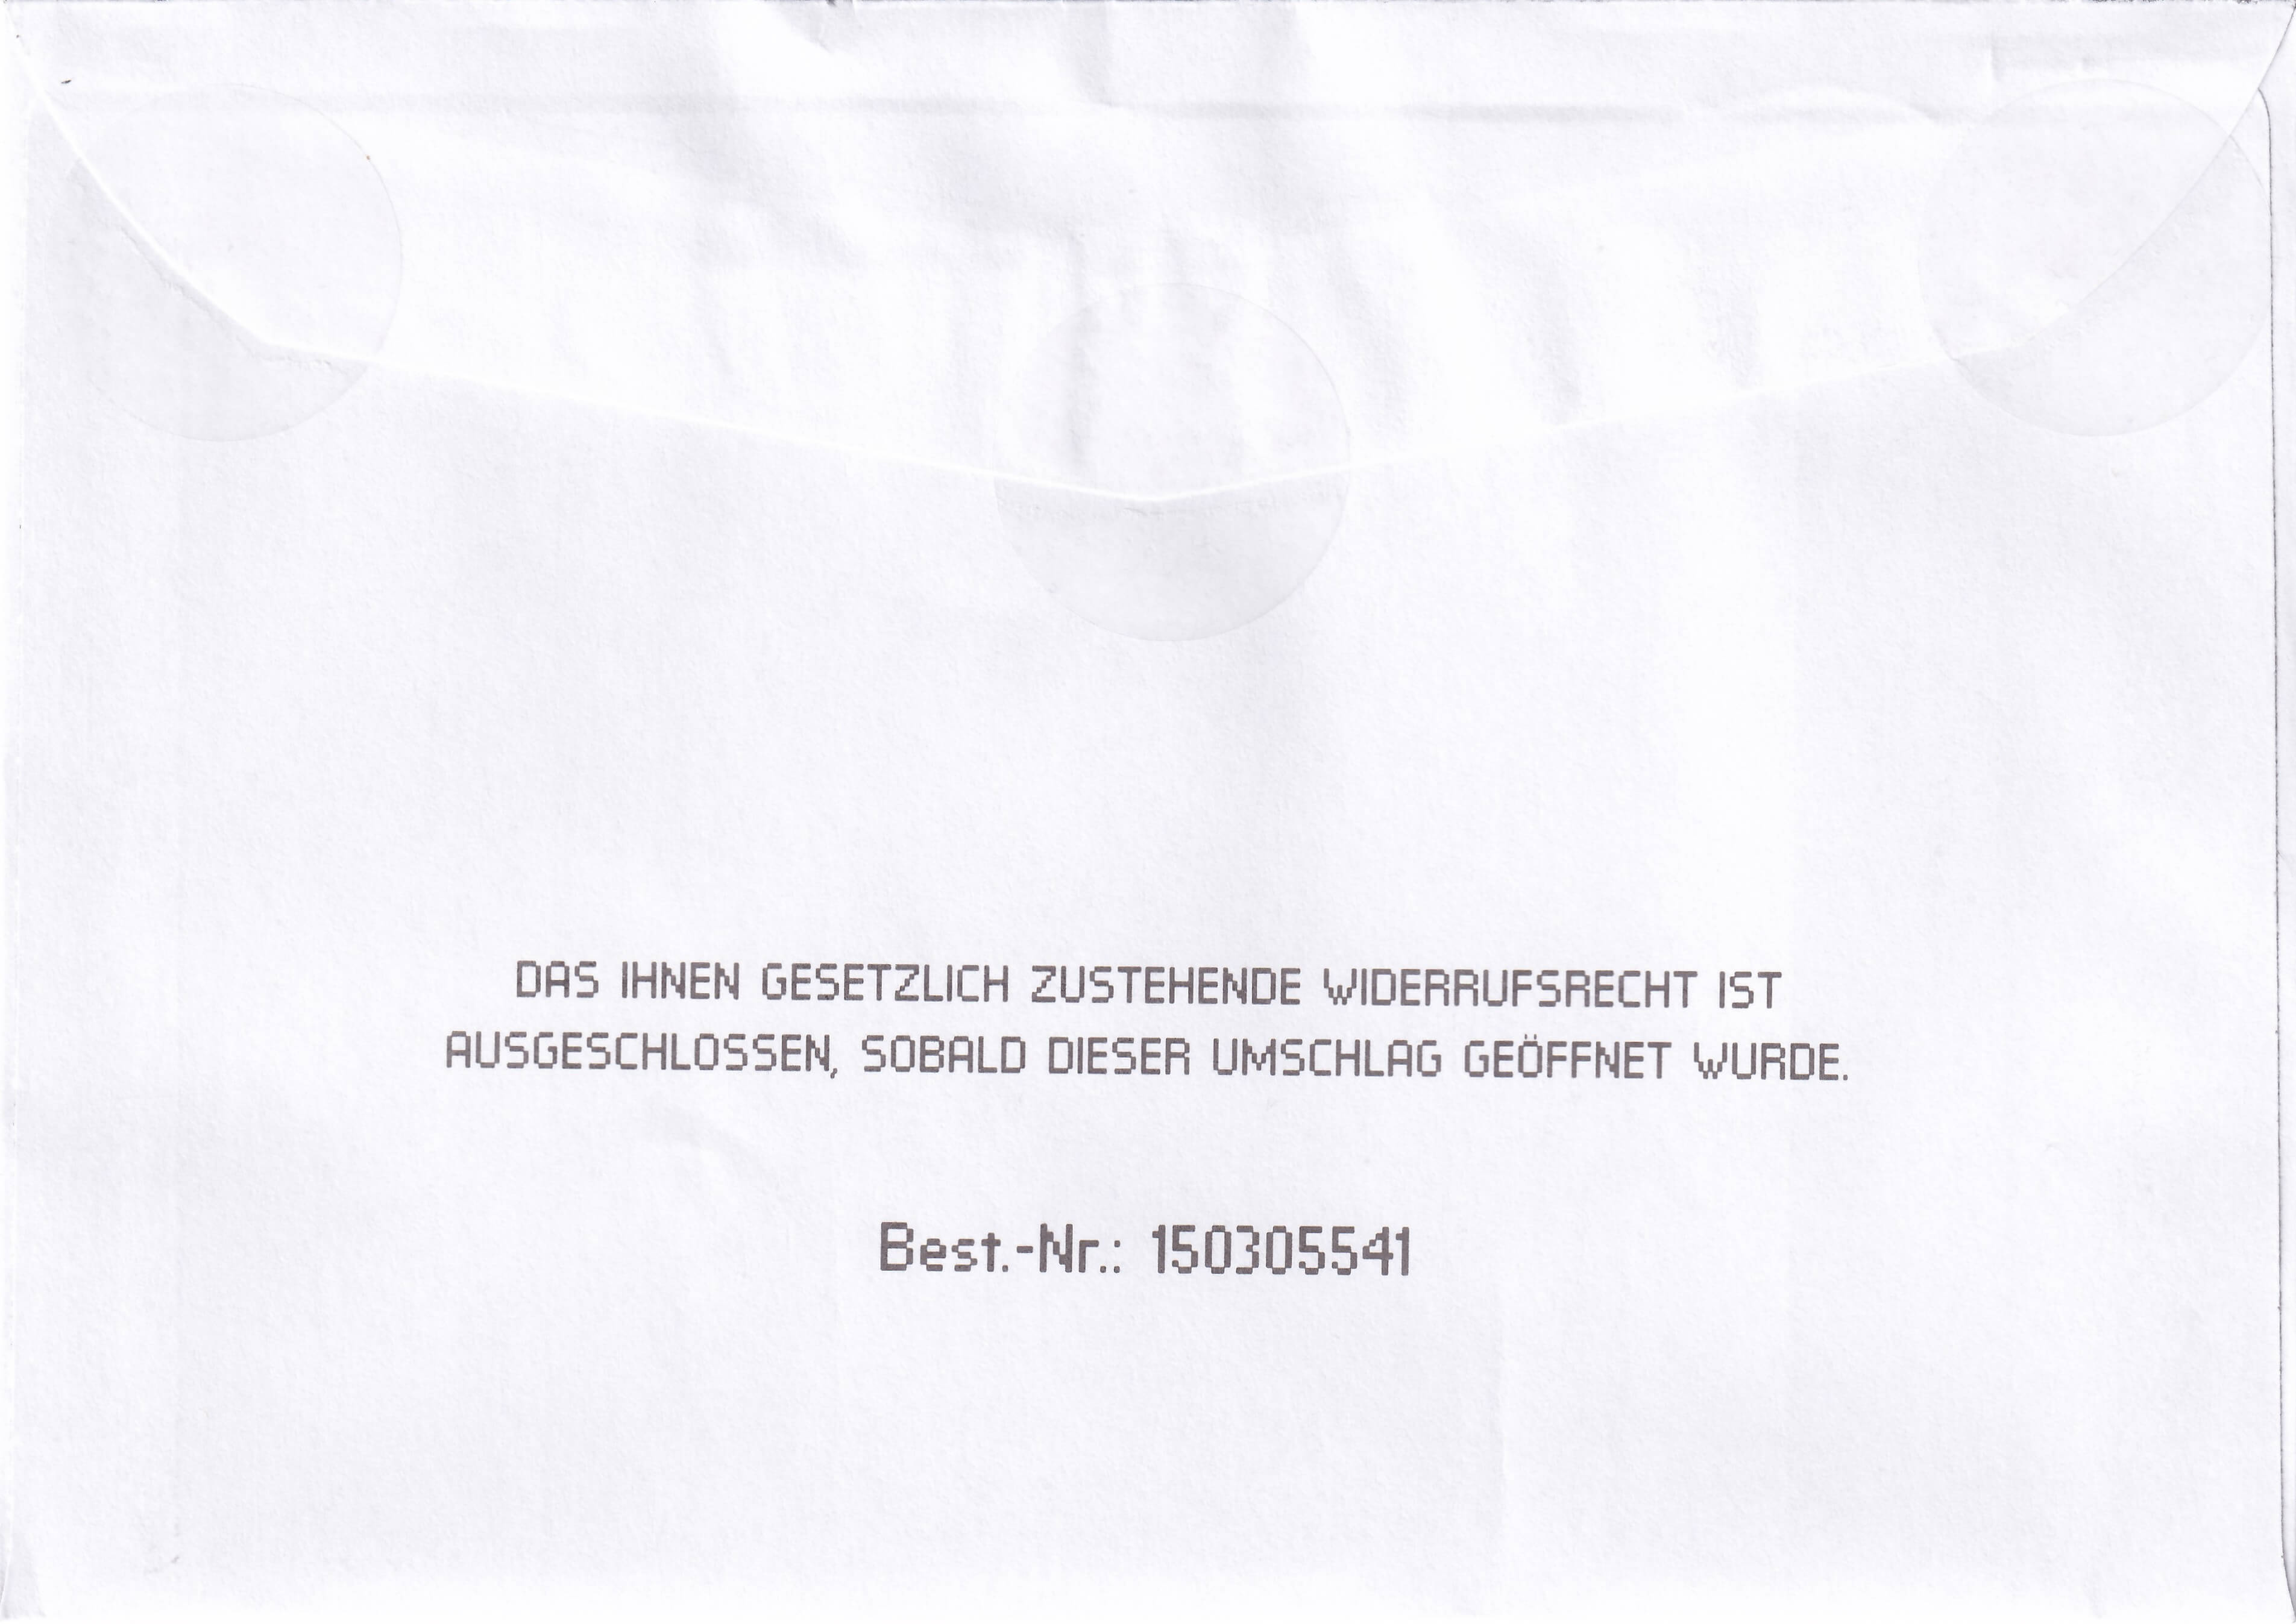 DAS IHNEN GESETZLICH ZUSTEHENDE WIDERRUFSRECHT IST
AUSGESCHLOSSEN, SOBALD DIESER UMSCHLAG GEÖFFNET WURDE.
Best.-Nr.: 150305541